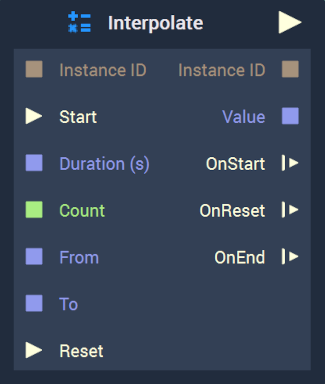 Interpolate
Instance ID Instance ID
Start Value
Duration (s) OnStart
Count OnReset
From OnEnd
To
Reset